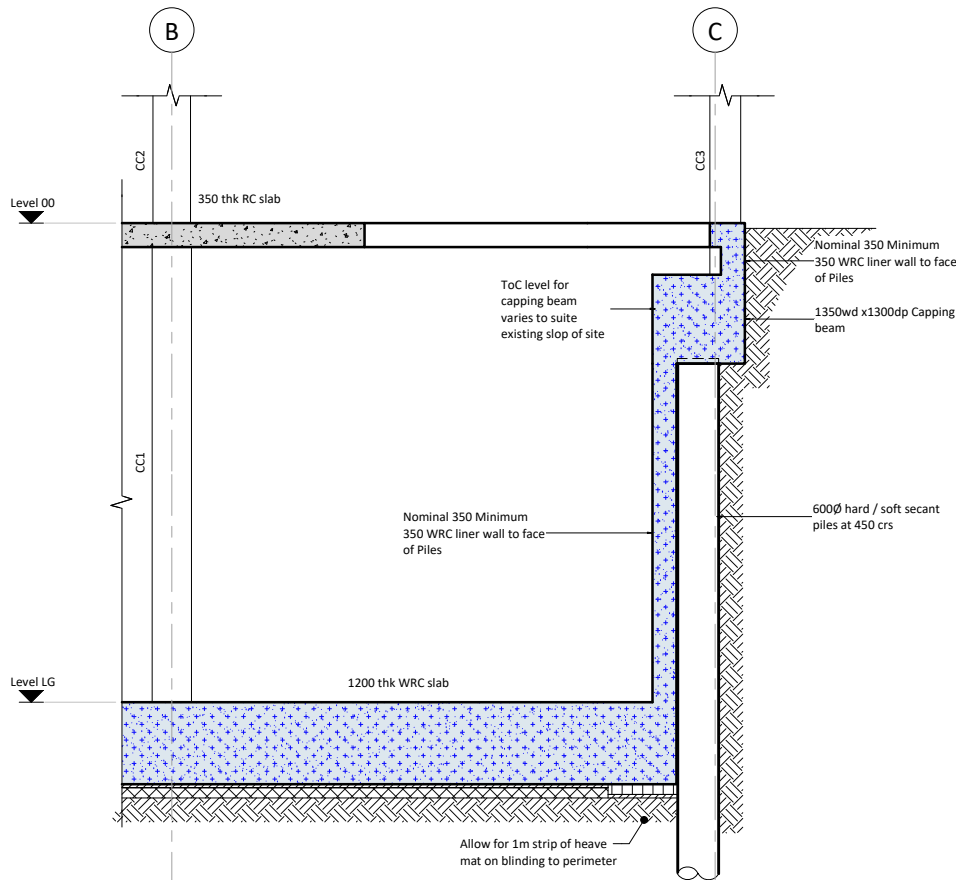 B
C
CC2
CC3
350 thk RC slab
Level 00
Nominal 350 Minimum
350 WRC liner wall to face
of Piles
ToC level for
capping beam
varies to suite
existing slop of site
1350wd x1300dp Capping
beam
CC1
Nominal 350 Minimum
350 WRC liner wall to face
of Piles
600Ø hard / soft secant
piles at 450 crs
1200 thk WRC slab
Level LG
Allow for 1m strip of heave
mat on blinding to perimeter